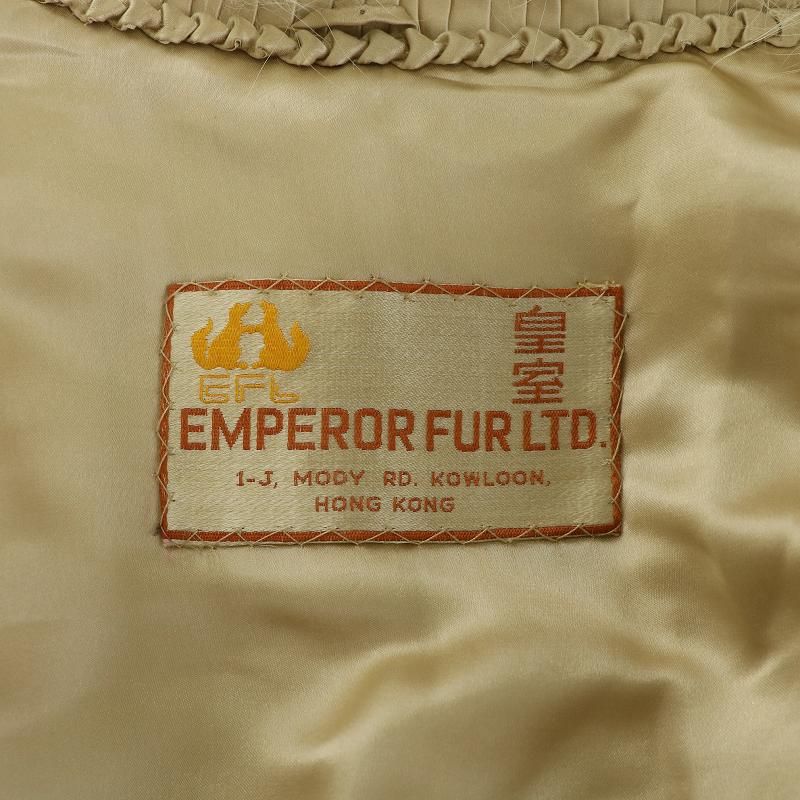 皇室
EFL
EMPEROR FUR LTD.
1-J, MODY RD. KOWLOON,
HONG KONG